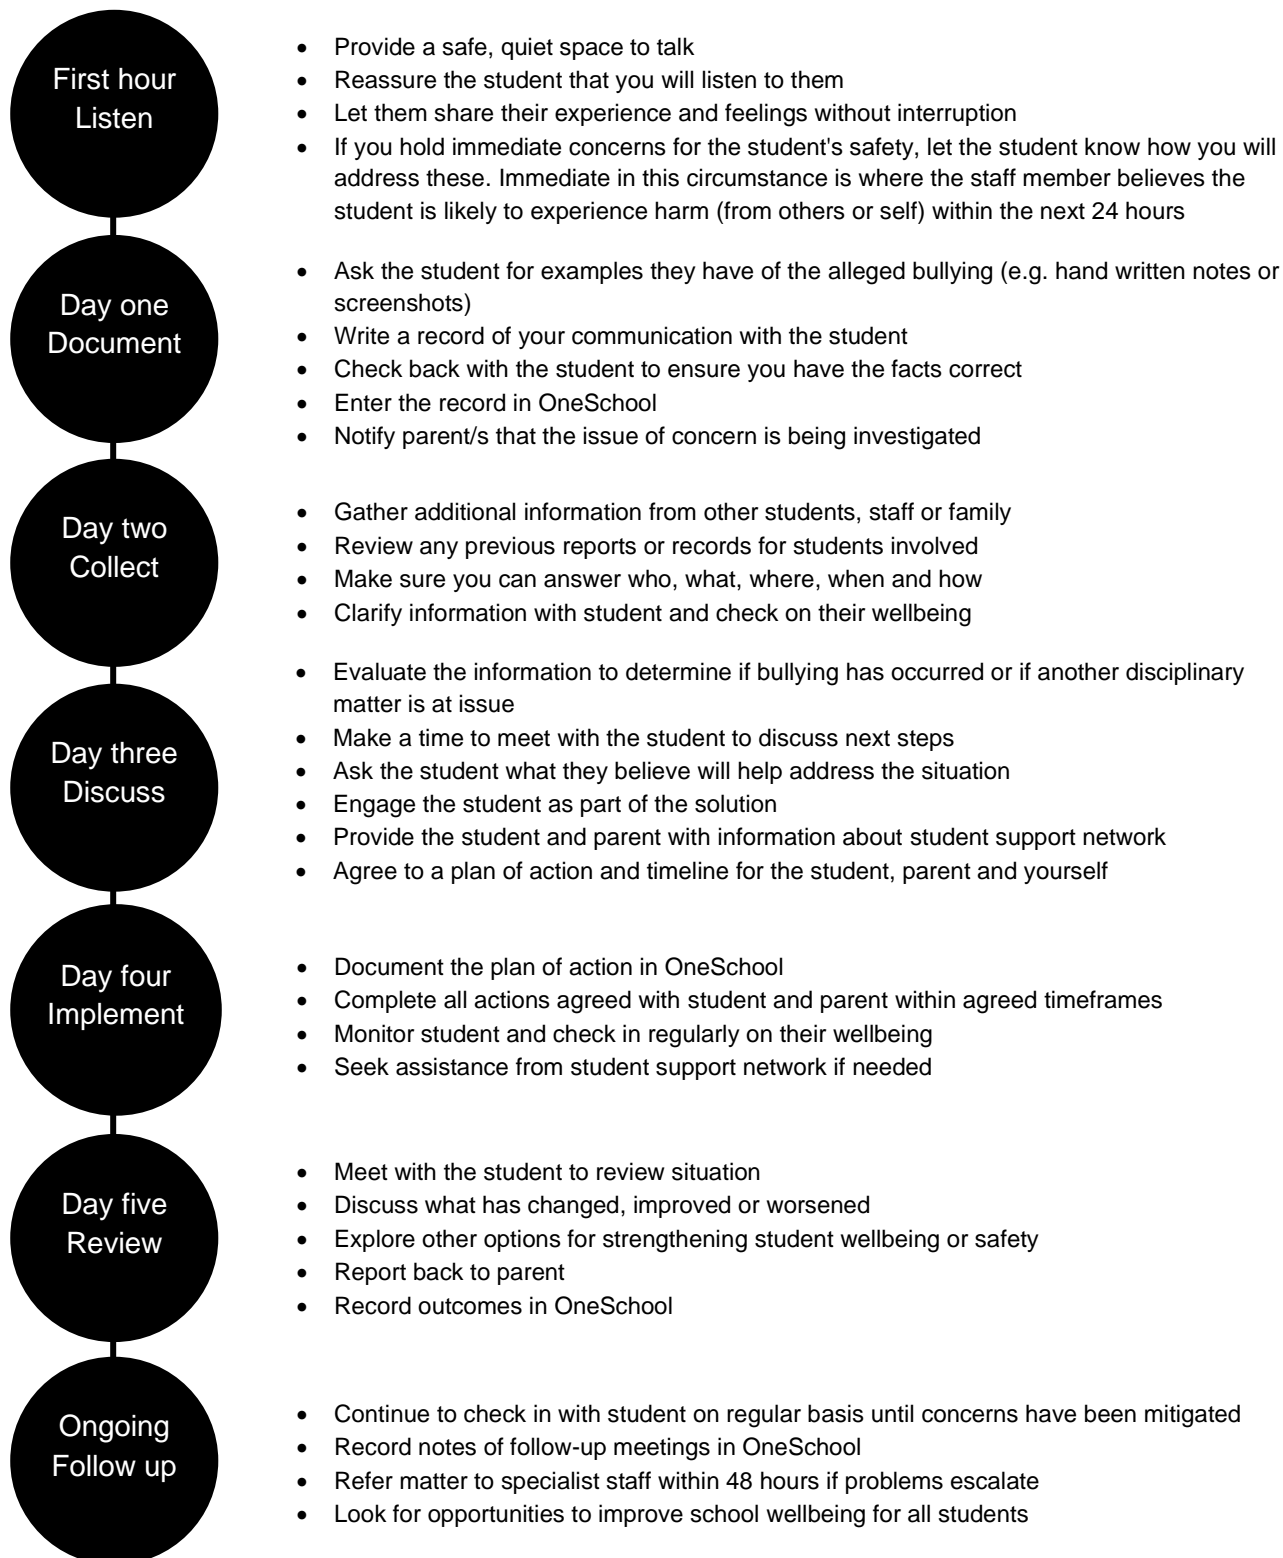 First hour
Listen
• Provide a safe, quiet space to talk
• Reassure the student that you will listen to them
• Let them share their experience and feelings without interruption
• If you hold immediate concerns for the student's safety, let the student know how you will
address these. Immediate in this circumstance is where the staff member believes the
student is likely to experience harm (from others or self) within the next 24 hours
Day one
Document
• Ask the student for examples they have of the alleged bullying (e.g. hand written notes or
screenshots)
• Write a record of your communication with the student
• Check back with the student to ensure you have the facts correct
• Enter the record in OneSchool
• Notify parent/s that the issue of concern is being investigated
Day two
Collect
• Gather additional information from other students, staff or family
• Review any previous reports or records for students involved
• Make sure you can answer who, what, where, when and how
• Clarify information with student and check on their wellbeing
Day three
Discuss
• Evaluate the information to determine if bullying has occurred or if another disciplinary
matter is at issue
• Make a time to meet with the student to discuss next steps
• Ask the student what they believe will help address the situation
• Engage the student as part of the solution
• Provide the student and parent with information about student support network
• Agree to a plan of action and timeline for the student, parent and yourself
Day four
Implement
• Document the plan of action in OneSchool
• Complete all actions agreed with student and parent within agreed timeframes
• Monitor student and check in regularly on their wellbeing
• Seek assistance from student support network if needed
Day five
Review
• Meet with the student to review situation
• Discuss what has changed, improved or worsened
• Explore other options for strengthening student wellbeing or safety
• Report back to parent
• Record outcomes in OneSchool
Ongoing
Follow up
• Continue to check in with student on regular basis until concerns have been mitigated
• Record notes of follow-up meetings in OneSchool
• Refer matter to specialist staff within 48 hours if problems escalate
• Look for opportunities to improve school wellbeing for all students